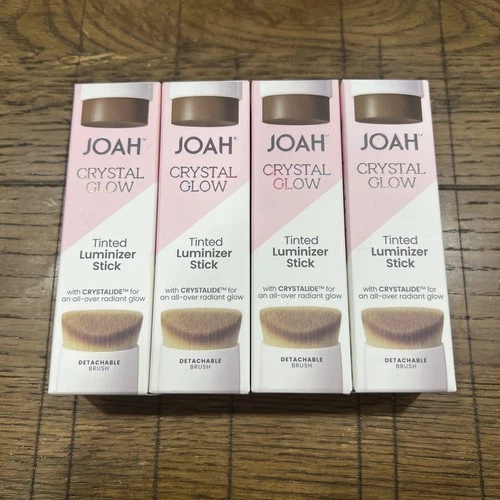 JOAH™
CRYSTAL
GLOW
Tinted
Luminizer
Stick
with CRYSTALIDE™ for
an all-over radiant glow
DETACHABLE
BRUSH
JOAH®
CRYSTAL
GLOW
Tinted
Luminizer
Stick
with CRYSTALIDE™ for
an all-over radiant glow
DETACHABLE
BRUSH
JOAH™
CRYSTAL
GLOW
Tinted
Luminizer
Stick
with CRYSTALIDE™ for
an all-over radiant glow
DETACHABLE
BRUSH
JOAH™
CRYSTAL
GLOW
Tinted
Luminizer
Stick
with CRYSTALIDE™ for
an all-over radiant glow
DETACHABLE
BRUSH